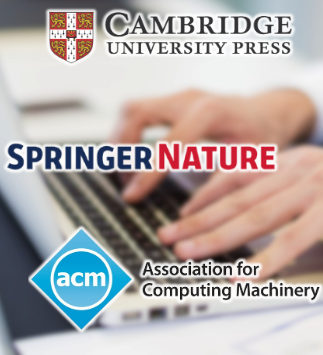 CAMBRIDGE
UNIVERSITY PRESS
SPRINGER NATURE
acm
Association for
Computing Machinery